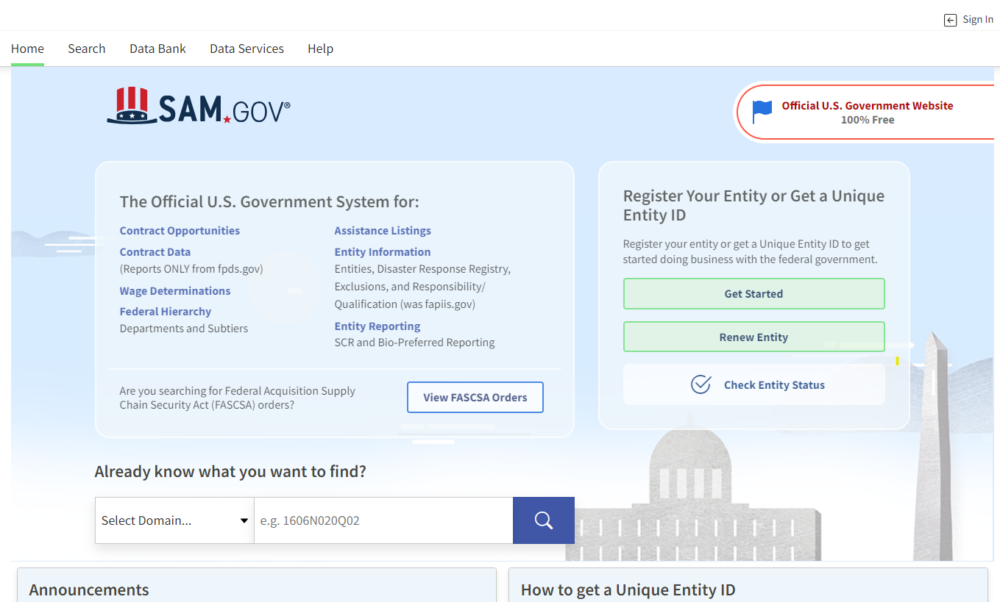 Sign In
Home Search Data Bank Data Services Help
SAM.GOV®
Official U.S. Government Website
100% Free
The Official U.S. Government System for:
Contract Opportunities
Contract Data
(Reports ONLY from fpds.gov)
Wage Determinations
Federal Hierarchy
Departments and Subtiers
Assistance Listings
Entity Information
Entities, Disaster Response Registry,
Exclusions, and Responsibility/
Qualification (was fapiis.gov)
Entity Reporting
SCR and Bio-Preferred Reporting
Are you searching for Federal Acquisition Supply
Chain Security Act (FASCSA) orders?
View FASCSA Orders
Register Your Entity or Get a Unique
Entity ID
Register your entity or get a Unique Entity ID to get
started doing business with the federal government.
Get Started
Renew Entity
Check Entity Status
Already know what you want to find?
Select Domain...
e.g. 1606N020Q02
Announcements
How to get a Unique Entity ID